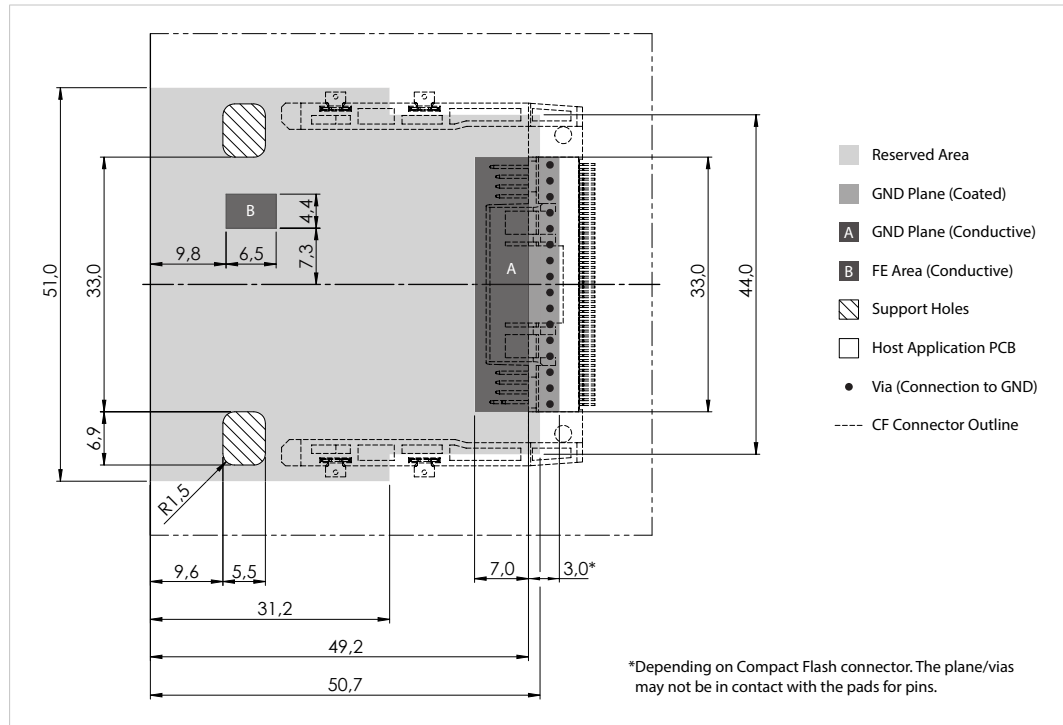 51,0
33,0
9,8
6,5
B
4,4
7,3
A
33,0
44,0
6,9
R1,5
9,6
5,5
7,0
3,0*
31,2
49,2
50,7
Reserved Area
GND Plane (Coated)
A GND Plane (Conductive)
B FE Area (Conductive)
Support Holes
Host Application PCB
Via (Connection to GND)
CF Connector Outline
*Depending on Compact Flash connector. The plane/vias
may not be in contact with the pads for pins.